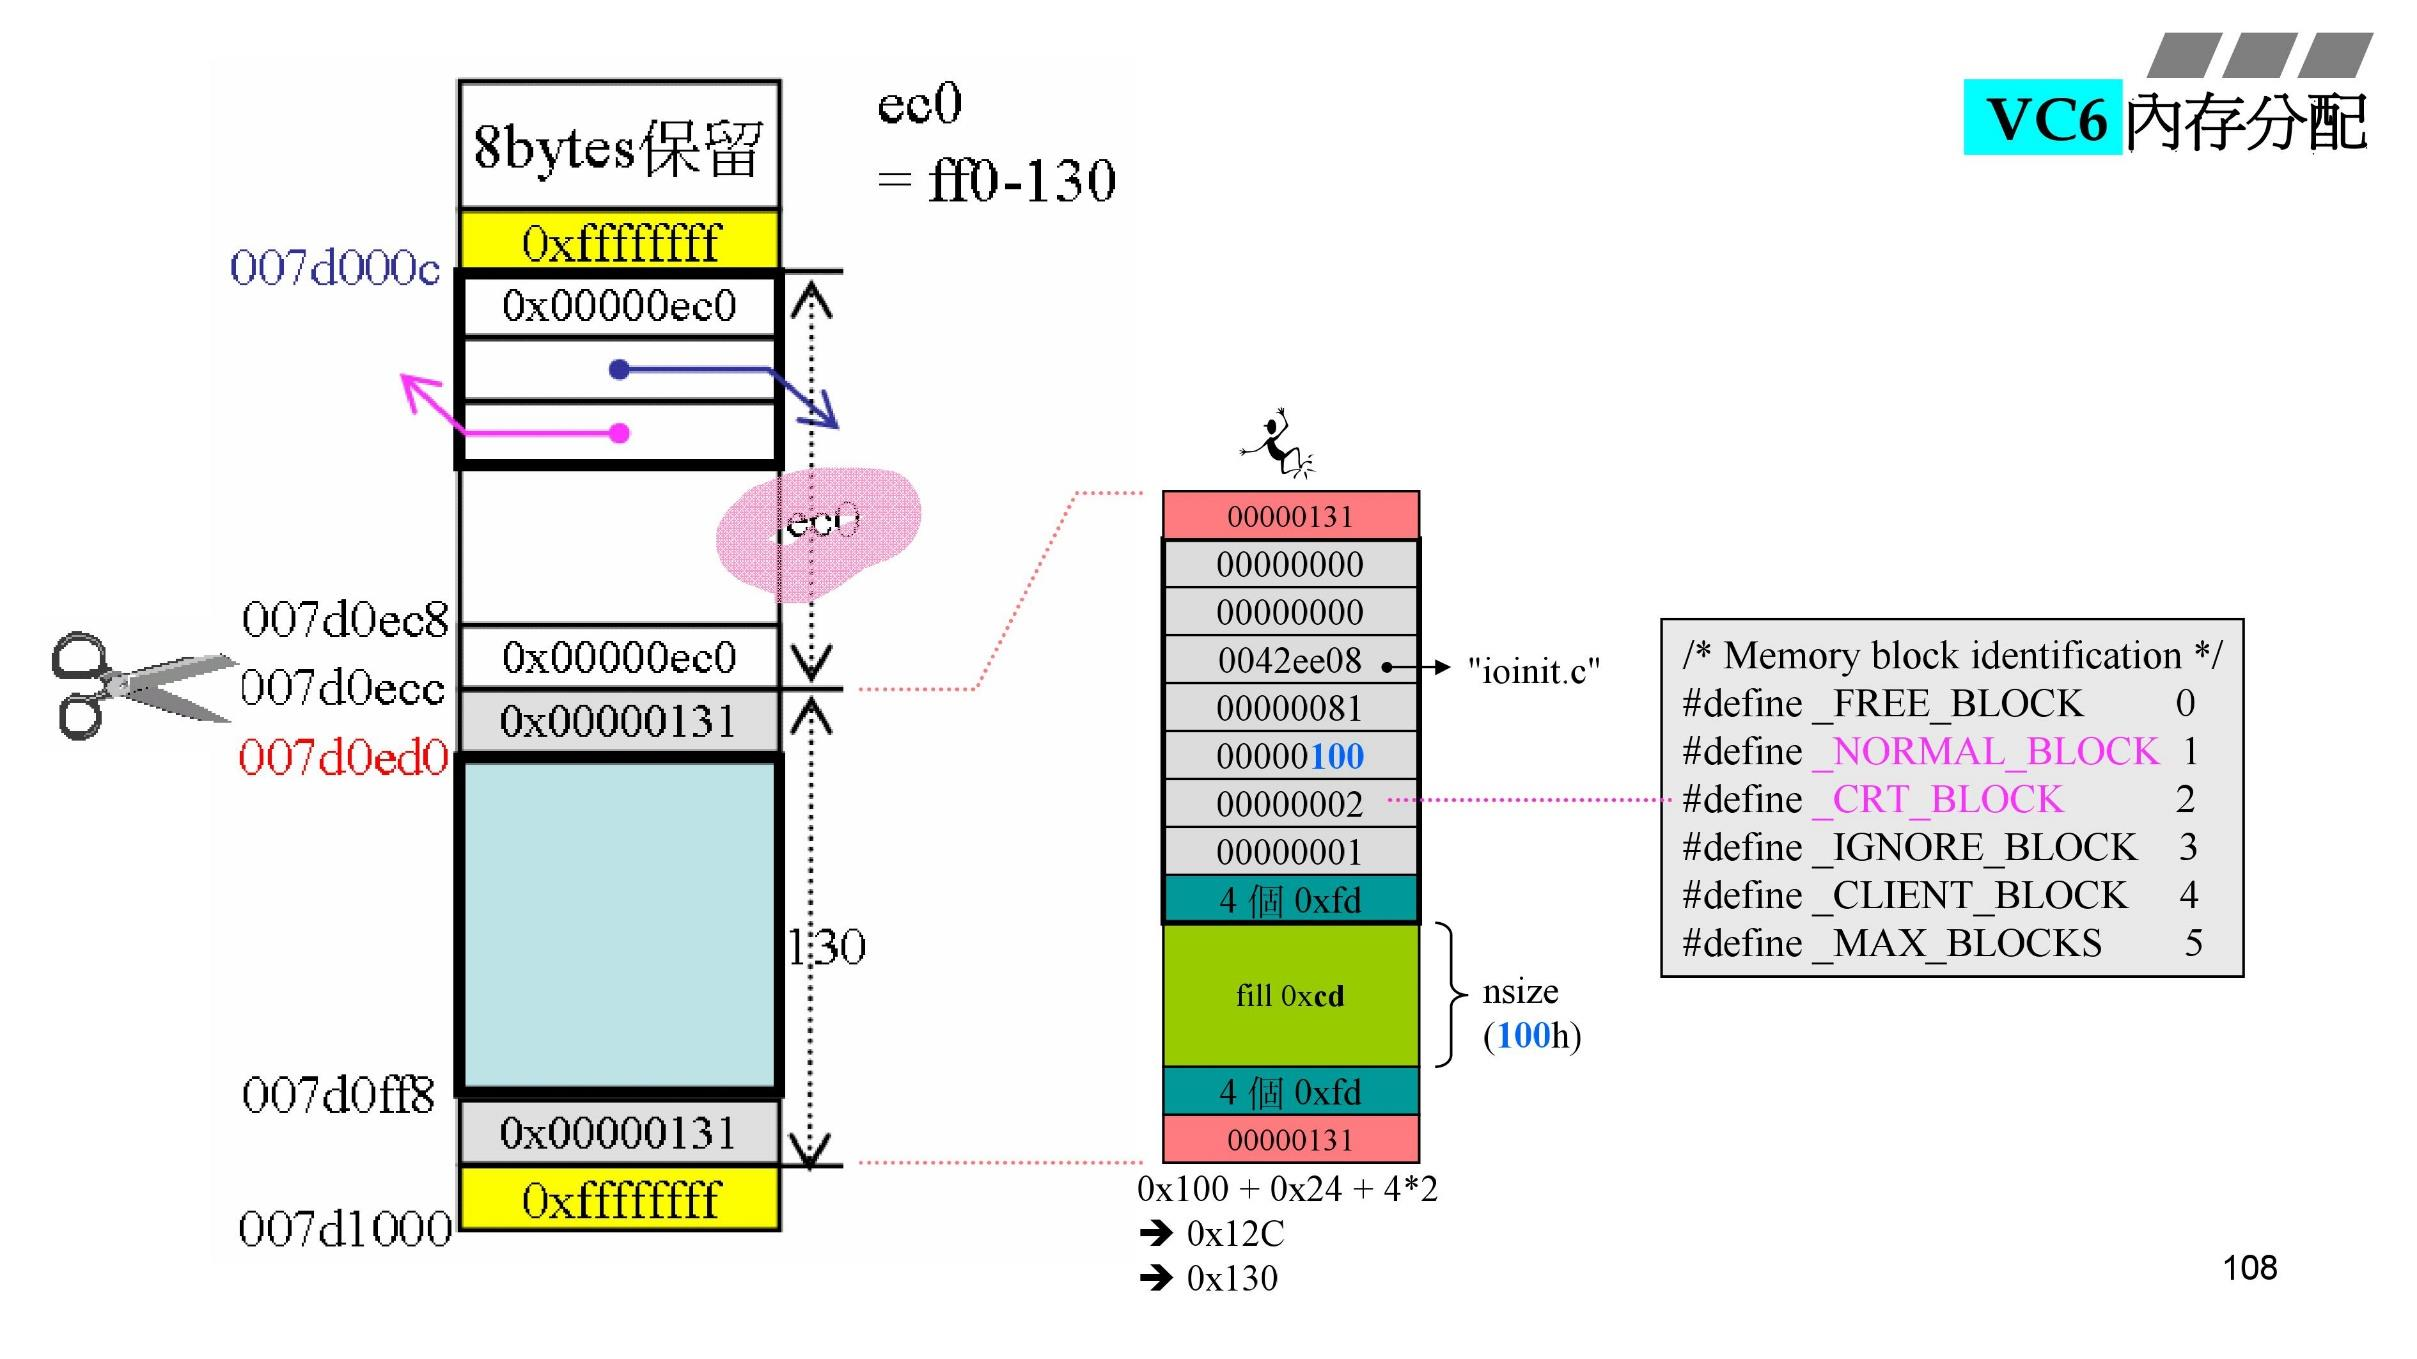 VC6 內存分配
ec0
= ff0-130
8bytes保留
0xffffffff
007d000c
0x00000ec0
ec0
007d0ec8
0x00000ec0
007d0ecc
0x00000131
007d0ed0
130
007d0ff8
0x00000131
0xffffffff
007d1000
00000131
00000000
00000000
0042ee08
"ioinit.c"
00000081
00000100
00000002
00000001
4 個 0xfd
fill 0xcd
nsize
(100h)
4 個 0xfd
00000131
0x100 + 0x24 + 4*2
➔ 0x12C
➔ 0x130
/* Memory block identification */
#define _FREE_BLOCK 0
#define _NORMAL_BLOCK 1
#define _CRT_BLOCK 2
#define _IGNORE_BLOCK 3
#define _CLIENT_BLOCK 4
#define _MAX_BLOCKS 5
108